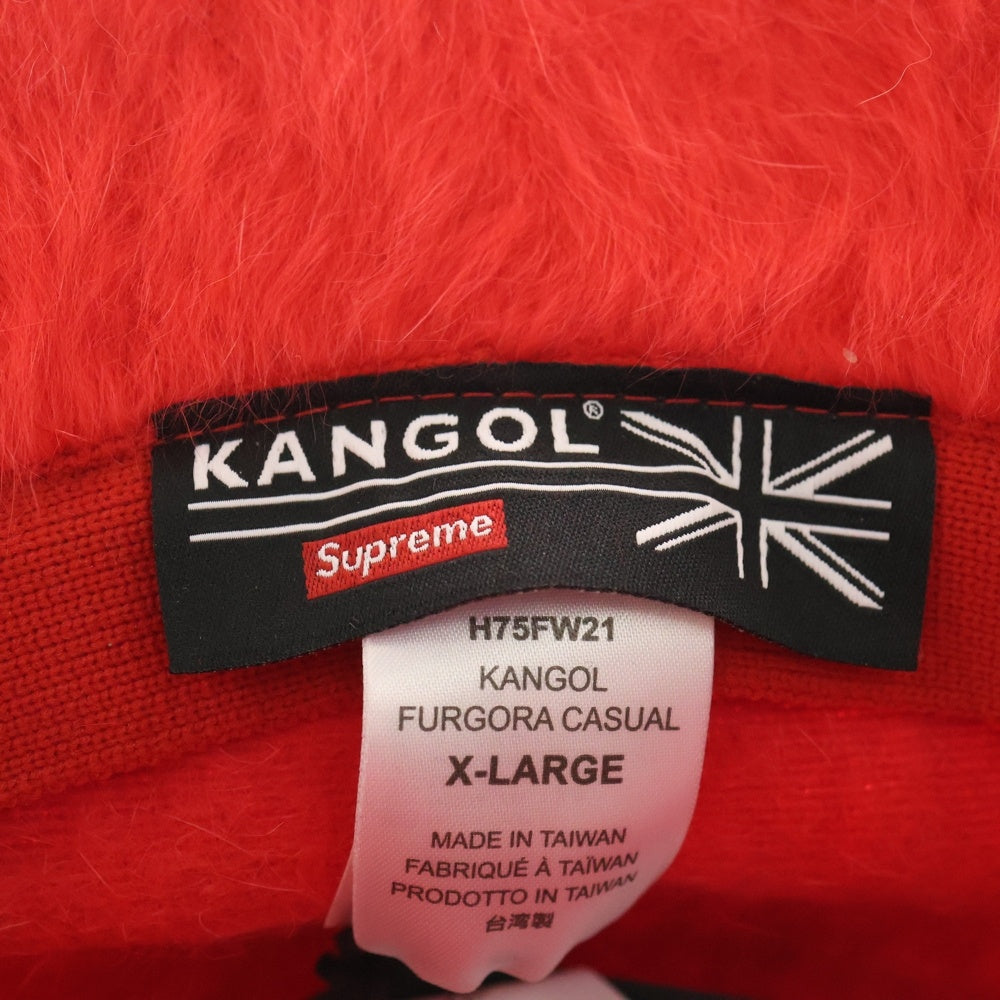 KANGOL®
Supreme
H75FW21
KANGOL
FURGORA CASUAL
X-LARGE
MADE IN TAIWAN
FABRIQUÉ À TAÏWAN
PRODOTTO IN TAIWAN
台湾製